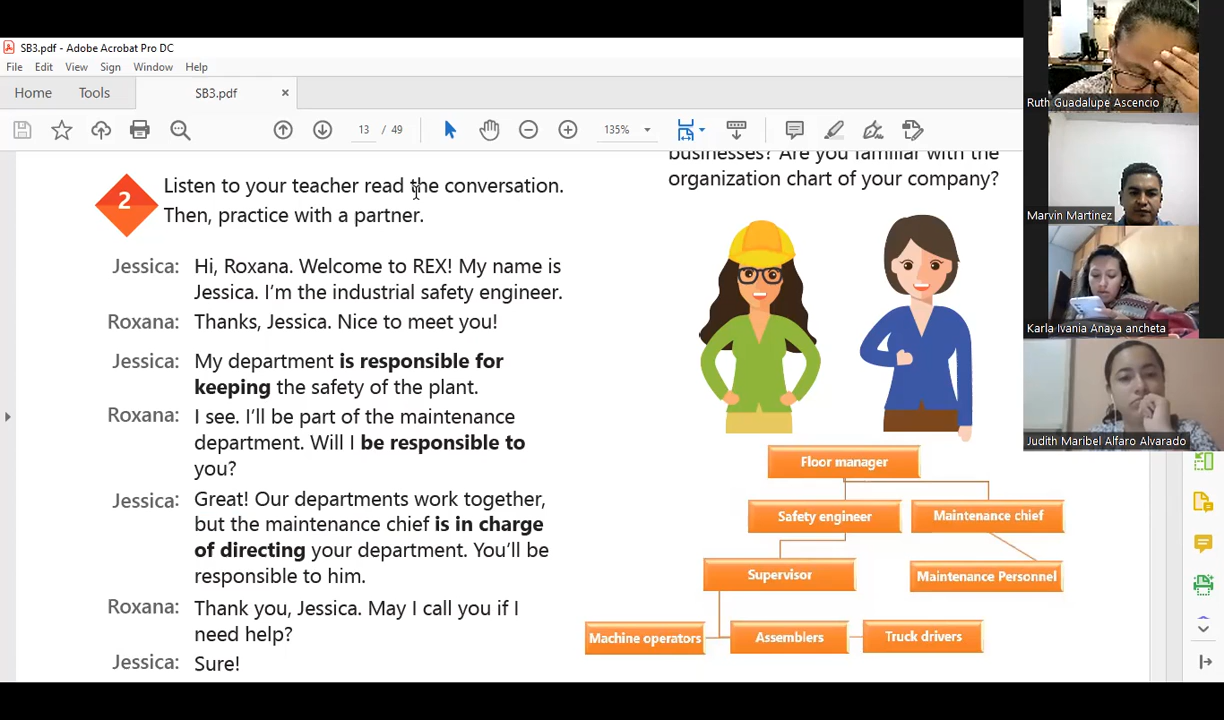 SB3.pdf - Adobe Acrobat Pro DC
File Edit View Sign Window Help
Home Tools SB3.pdf ×
13 / 49 135%
businesses? Are you familiar with the
organization chart of your company?
2
Listen to your teacher read the conversation.
Then, practice with a partner.
Jessica: Hi, Roxana. Welcome to REX! My name is
Jessica. I'm the industrial safety engineer.
Roxana: Thanks, Jessica. Nice to meet you!
Jessica: My department is responsible for
keeping the safety of the plant.
Roxana: I see. I'll be part of the maintenance
department. Will I be responsible to
you?
Jessica: Great! Our departments work together,
but the maintenance chief is in charge
of directing your department. You'll be
responsible to him.
Roxana: Thank you, Jessica. May I call you if I
need help?
Jessica: Sure!
Floor manager
Safety engineer Maintenance chief
Supervisor Maintenance Personnel
Machine operators Assemblers Truck drivers
Ruth Guadalupe Ascencio
Marvin Martinez
Karla Ivania Anaya ancheta
Judith Maribel Alfaro Alvarado